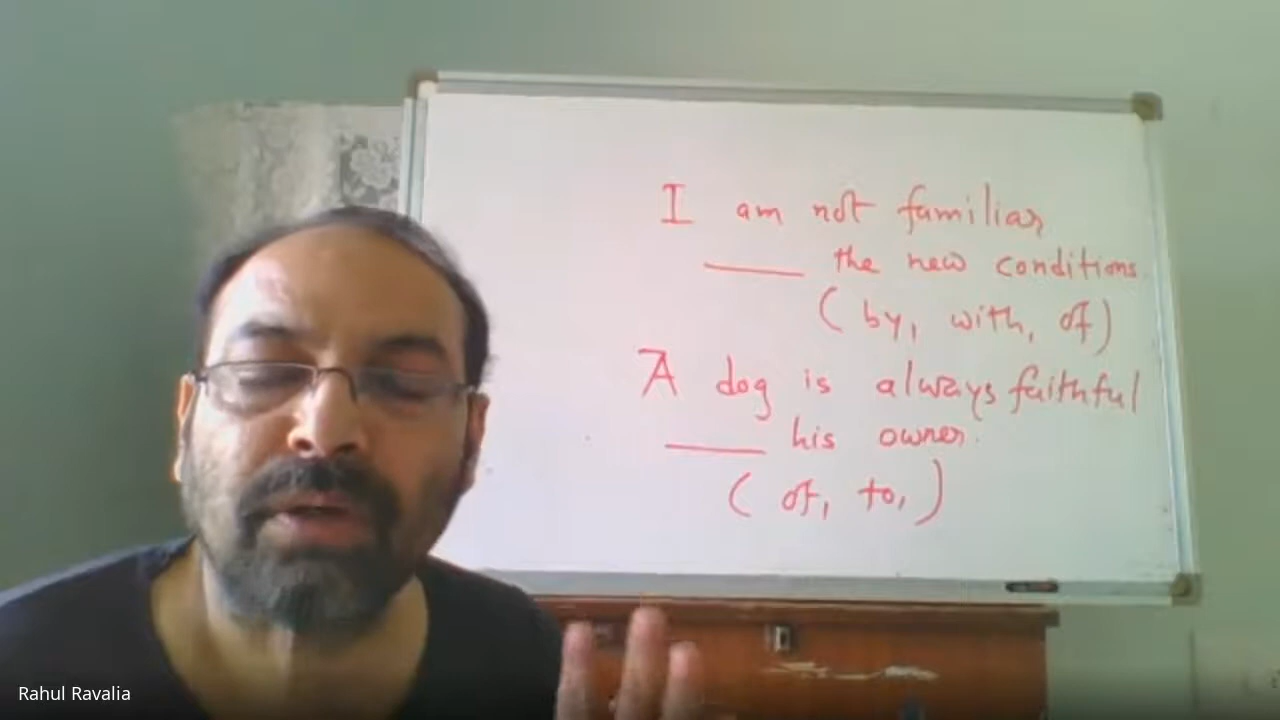 I am not familiar
____ the new conditions.
( by, with, of )
A dog is always faithful
____ his owner.
( of, to, )
Rahul Ravalia